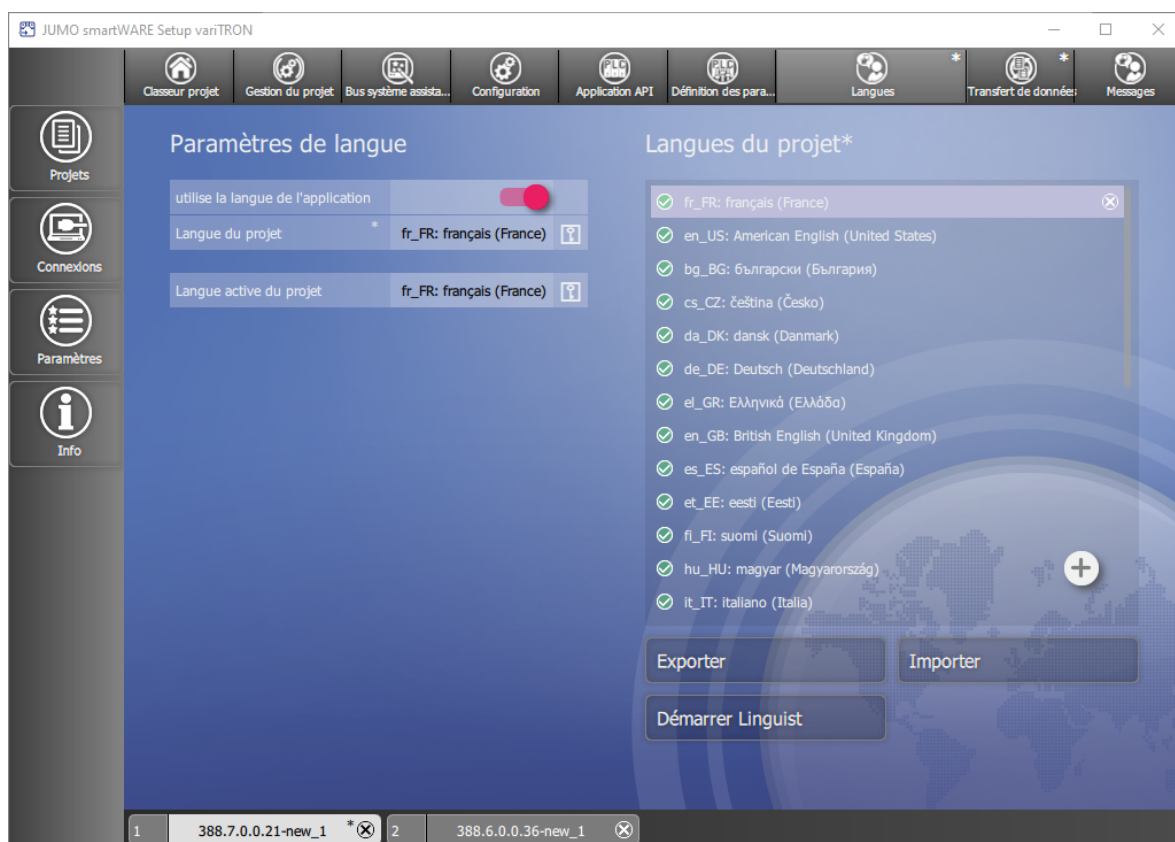 JUMO smartWARE Setup variTRON
Classeur projet
Gestion du projet
Bus système assista...
Configuration
Application API
Définition des para...
Langues
*
Transfert de données
*
Messages
Projets
Connexions
Paramètres
Info
Paramètres de langue
utilise la langue de l'application
Langue du projet * fr_FR: français (France)
Langue active du projet fr_FR: français (France)
Langues du projet*
fr_FR: français (France)
en_US: American English (United States)
bg_BG: български (България)
cs_CZ: čeština (Česko)
da_DK: dansk (Danmark)
de_DE: Deutsch (Deutschland)
el_GR: Ελληνικά (Ελλάδα)
en_GB: British English (United Kingdom)
es_ES: español de España (España)
et_EE: eesti (Eesti)
fi_FI: suomi (Suomi)
hu_HU: magyar (Magyarország)
it_IT: italiano (Italia)
Exporter
Importer
Démarrer Linguist
1 388.7.0.0.21-new_1 *
2 388.6.0.0.36-new_1